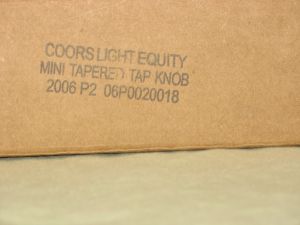 COORS LIGHT EQUITY
MINI TAPERED TAP KNOB
2006 P2 06P0020018